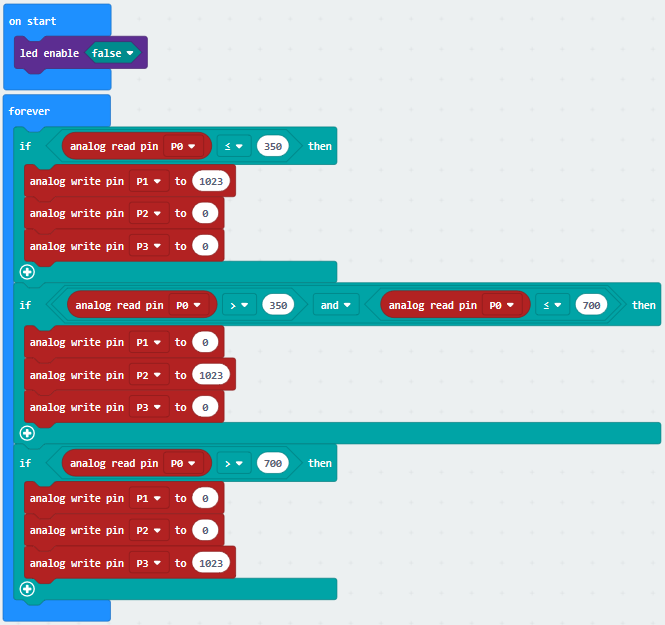 on start
led enable false
forever
if analog read pin P0 ≤ 350 then
analog write pin P1 to 1023
analog write pin P2 to 0
analog write pin P3 to 0
if analog read pin P0 > 350 and analog read pin P0 ≤ 700 then
analog write pin P1 to 0
analog write pin P2 to 1023
analog write pin P3 to 0
if analog read pin P0 > 700 then
analog write pin P1 to 0
analog write pin P2 to 0
analog write pin P3 to 1023